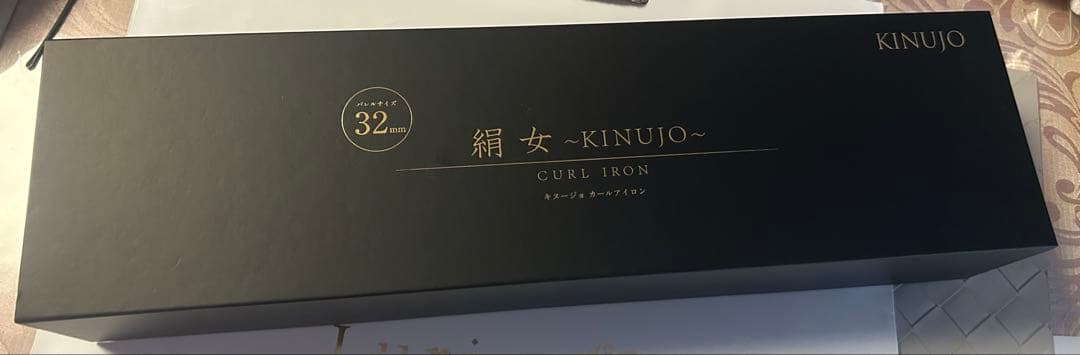 KINUJO
バレルサイズ
32mm
絹女 ~KINUJO~
CURL IRON
キヌージョ カールアイロン